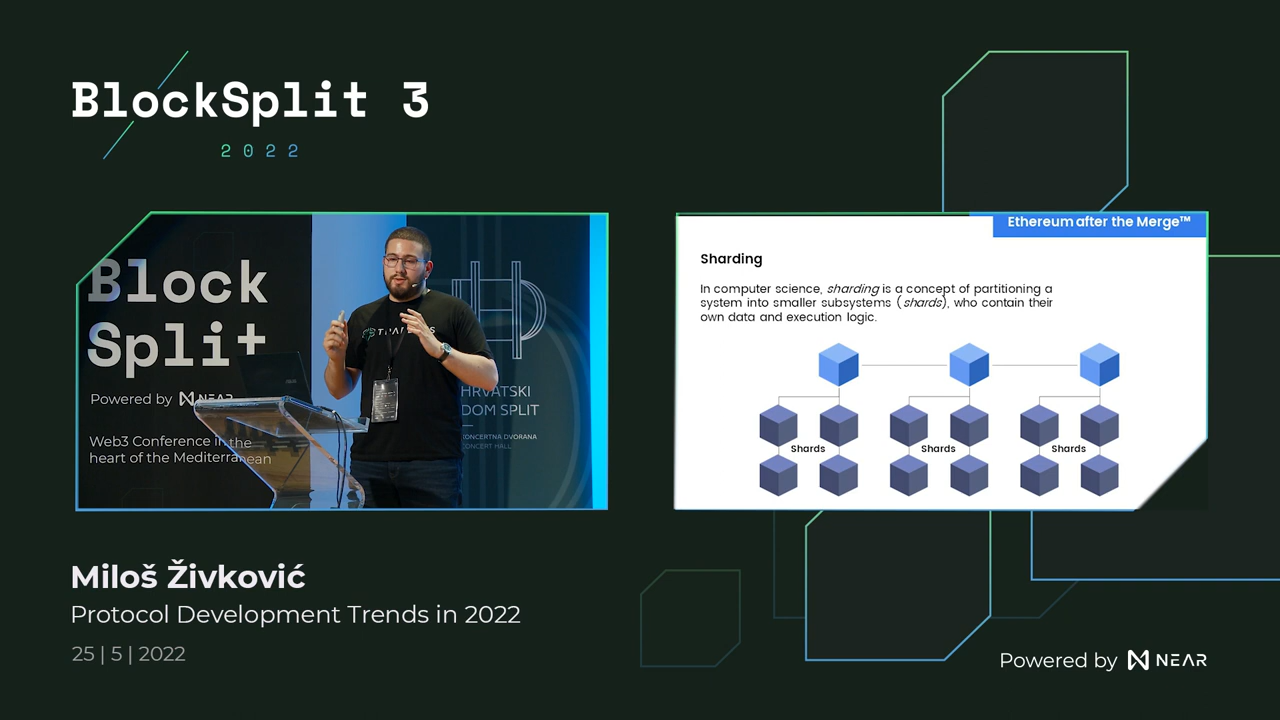 BlockSplit 3
2022
Block
Split
Powered by NEAR
Web3 Conference in the
heart of the Mediterranean
HRVATSKI
DOM SPLIT
KONCERTNA DVORANA
CONCERT HALL
Ethereum after the Merge™
Sharding
In computer science, sharding is a concept of partitioning a
system into smaller subsystems (shards), who contain their
own data and execution logic.
Shards
Shards
Shards
Miloš Živković
Protocol Development Trends in 2022
25 | 5 | 2022
Powered by NEAR